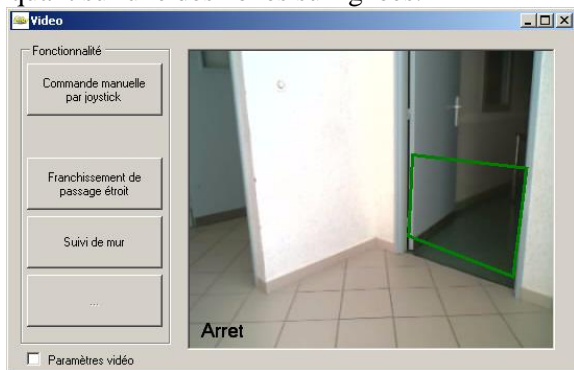 Video
Fonctionnalité
Commande manuelle
par joystick
Franchissement de
passage étroit
Suivi de mur
...
Arret
Paramètres vidéo